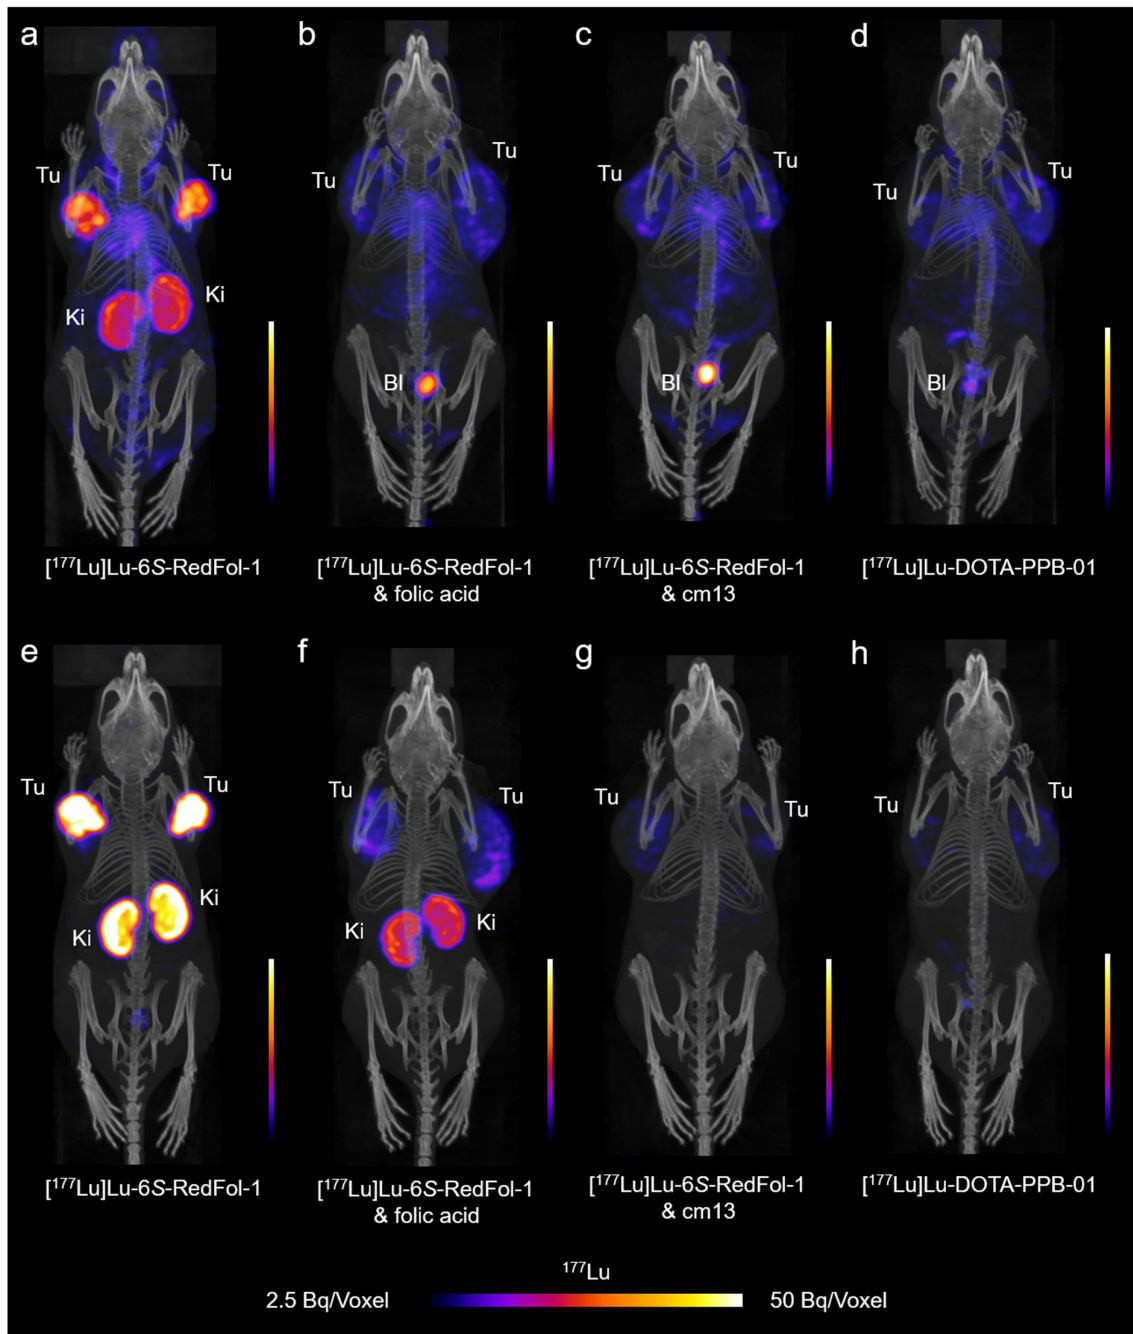 a
b
c
d
Tu
Tu
Ki
Ki
Tu
Tu
Bl
Tu
Tu
Bl
Tu
Tu
Bl
[¹⁷⁷Lu]Lu-6S-RedFol-1
[¹⁷⁷Lu]Lu-6S-RedFol-1
& folic acid
[¹⁷⁷Lu]Lu-6S-RedFol-1
& cm13
[¹⁷⁷Lu]Lu-DOTA-PPB-01
e
f
g
h
Tu
Tu
Ki
Ki
Tu
Tu
Ki
Ki
Tu
Tu
Tu
Tu
[¹⁷⁷Lu]Lu-6S-RedFol-1
[¹⁷⁷Lu]Lu-6S-RedFol-1
& folic acid
[¹⁷⁷Lu]Lu-6S-RedFol-1
& cm13
[¹⁷⁷Lu]Lu-DOTA-PPB-01
¹⁷⁷Lu
2.5 Bq/Voxel
50 Bq/Voxel